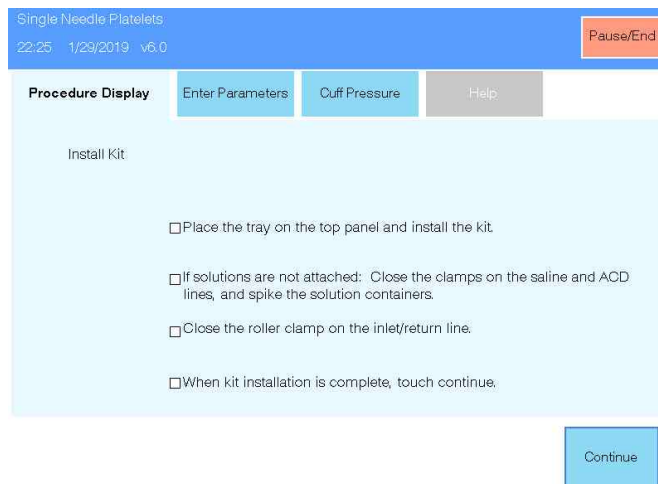 Single Needle Platelets
22:25 1/29/2019 v6.0
Pause/End
Procedure Display
Enter Parameters
Cuff Pressure
Help
Install Kit
Place the tray on the top panel and install the kit.
If solutions are not attached: Close the clamps on the saline and ACD
lines, and spike the solution containers.
Close the roller clamp on the inlet/return line.
When kit installation is complete, touch continue.
Continue